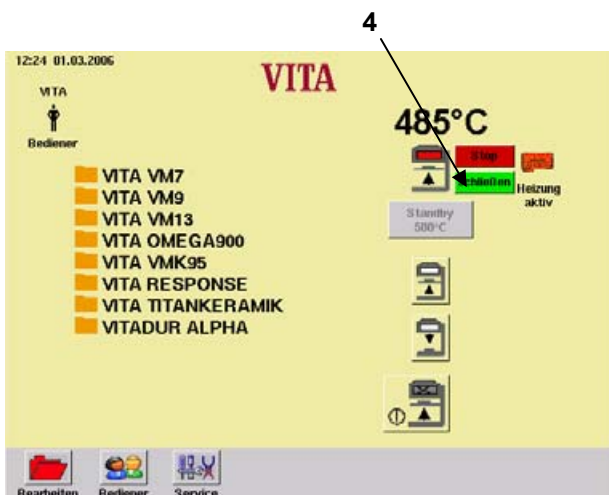 4
12:24 01.03.2006
VITA
VITA
Bediener
485°C
Stop
Schließen
Heizung
aktiv
Standby
500°C
VITA VM7
VITA VM9
VITA VM13
VITA OMEGA900
VITA VMK95
VITA RESPONSE
VITA TITANKERAMIK
VITADUR ALPHA
Bearbeiten
Bediener
Service